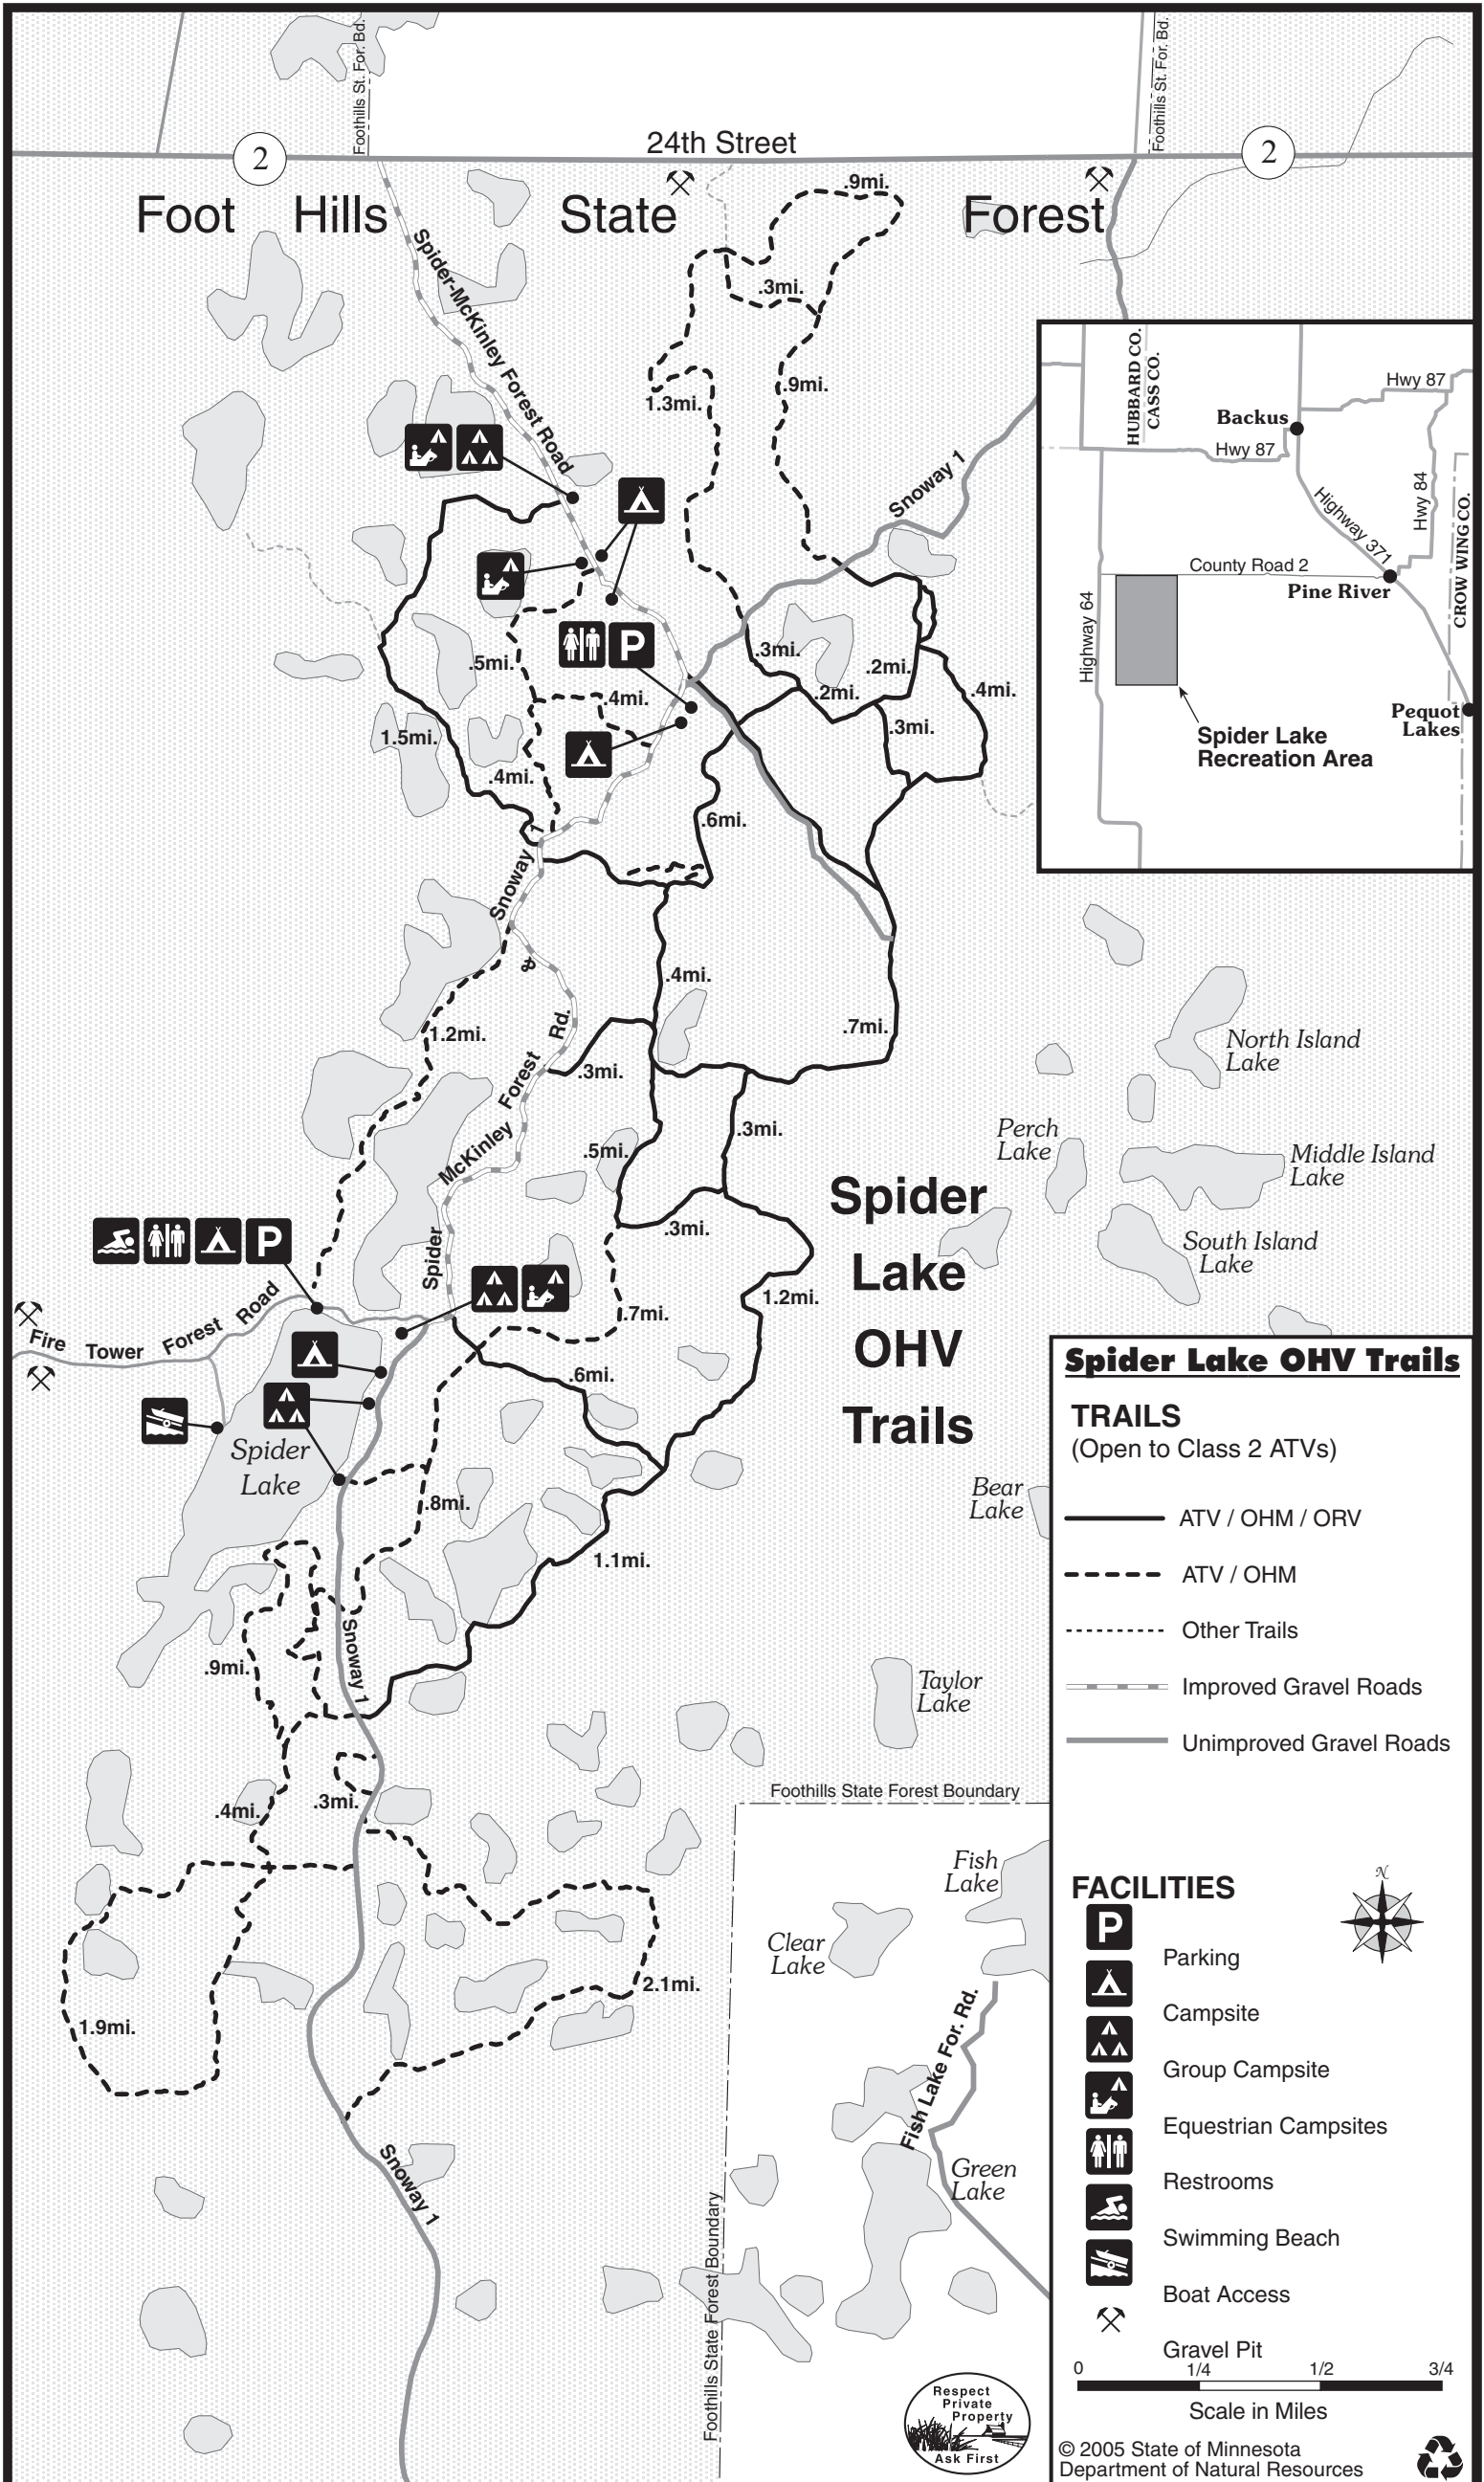 Foothills St. For. Bd.
Foothills St. For. Bd.
24th Street
2
2
Foot Hills State Forest
.9mi.
Spider-McKinley Forest Road
.3mi.
1.3mi.
.9mi.
Snoway 1
.5mi.
P
.3mi.
.2mi.
.2mi.
.4mi.
.4mi.
.3mi.
1.5mi.
.4mi.
.6mi.
Snoway 1
&
Spider McKinley Forest Rd.
.4mi.
.7mi.
1.2mi.
.3mi.
.3mi.
.5mi.
.3mi.
1.2mi.
.7mi.
.6mi.
P
Fire Tower Forest Road
Spider
Lake
.8mi.
1.1mi.
Snoway 1
.9mi.
.4mi.
.3mi.
2.1mi.
1.9mi.
Snoway 1
Spider
Lake
OHV
Trails
HUBBARD CO.
CASS CO.
Hwy 87
Backus
Hwy 87
Highway 371
Hwy 84
CROW WING CO.
County Road 2
Pine River
Highway 64
Pequot
Lakes
Spider Lake
Recreation Area
North Island
Lake
Perch
Lake
Middle Island
Lake
South Island
Lake
Bear
Lake
Taylor
Lake
Foothills State Forest Boundary
Fish
Lake
Clear
Lake
Fish Lake For. Rd.
Green
Lake
Foothills State Forest Boundary
Respect
Private
Property
Ask First
Spider Lake OHV Trails
TRAILS
(Open to Class 2 ATVs)
ATV / OHM / ORV
ATV / OHM
Other Trails
Improved Gravel Roads
Unimproved Gravel Roads
FACILITIES
N
P
Parking
Campsite
Group Campsite
Equestrian Campsites
Restrooms
Swimming Beach
Boat Access
Gravel Pit
0 1/4 1/2 3/4
Scale in Miles
© 2005 State of Minnesota
Department of Natural Resources